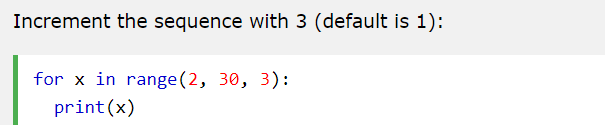 Increment the sequence with 3 (default is 1):
for x in range(2, 30, 3):
  print(x)